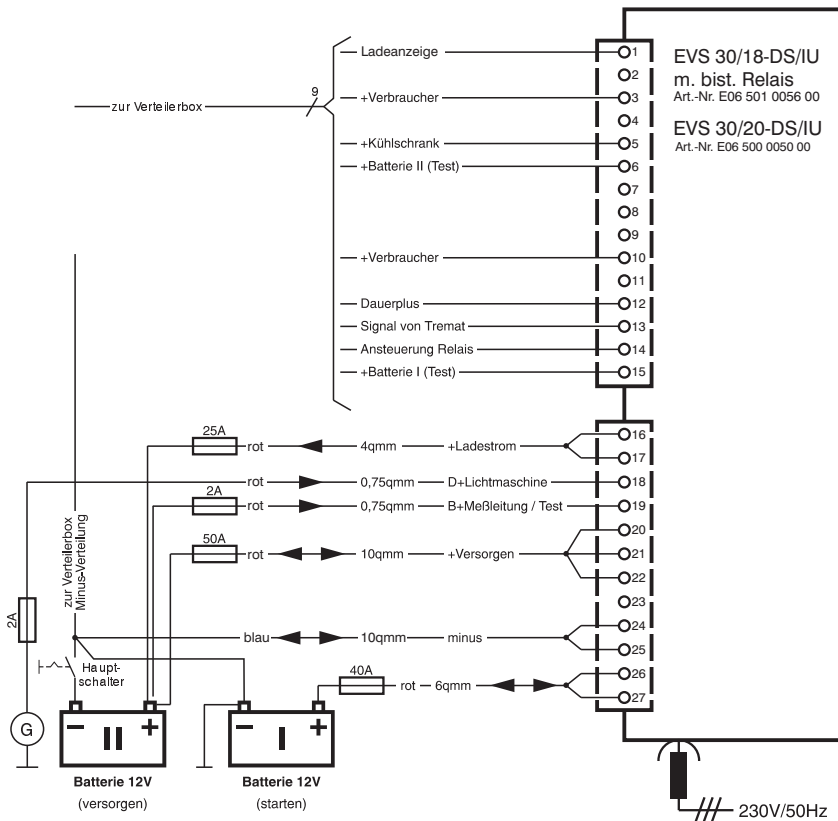 Ladeanzeige
1
EVS 30/18-DS/IU
m. bist. Relais
Art.-Nr. E06 501 0056 00
EVS 30/20-DS/IU
Art.-Nr. E06 500 0050 00
2
zur Verteilerbox
9
+Verbraucher
3
4
+Kühlschrank
5
+Batterie II (Test)
6
7
8
9
+Verbraucher
10
11
Dauerplus
12
Signal von Tremat
13
Ansteuerung Relais
14
+Batterie I (Test)
15
25A
rot
4qmm
+Ladestrom
16
17
rot
0,75qmm
D+Lichtmaschine
18
2A
rot
0,75qmm
B+Meßleitung / Test
19
50A
rot
10qmm
+Versorgen
20
21
22
23
zur Verteilerbox
Minus-Verteilung
2A
blau
10qmm
minus
24
25
Haupt-
schalter
40A
rot
6qmm
26
27
G
– II +
– I +
Batterie 12V
(versorgen)
Batterie 12V
(starten)
230V/50Hz